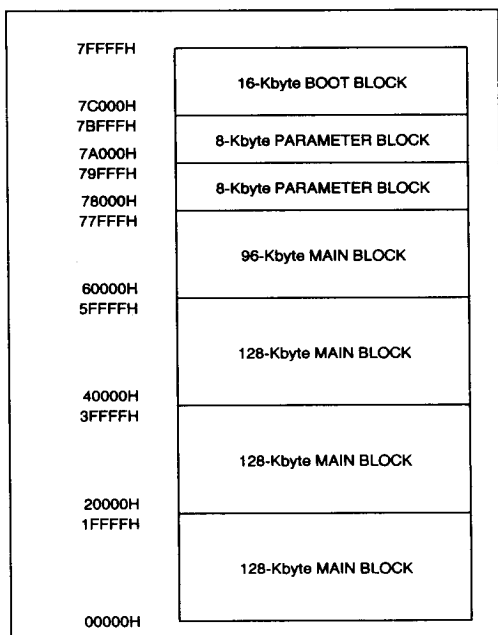 7FFFFH
16-Kbyte BOOT BLOCK
7C000H
7BFFFH
8-Kbyte PARAMETER BLOCK
7A000H
79FFFH
8-Kbyte PARAMETER BLOCK
78000H
77FFFH
96-Kbyte MAIN BLOCK
60000H
5FFFFH
128-Kbyte MAIN BLOCK
40000H
3FFFFH
128-Kbyte MAIN BLOCK
20000H
1FFFFH
128-Kbyte MAIN BLOCK
00000H